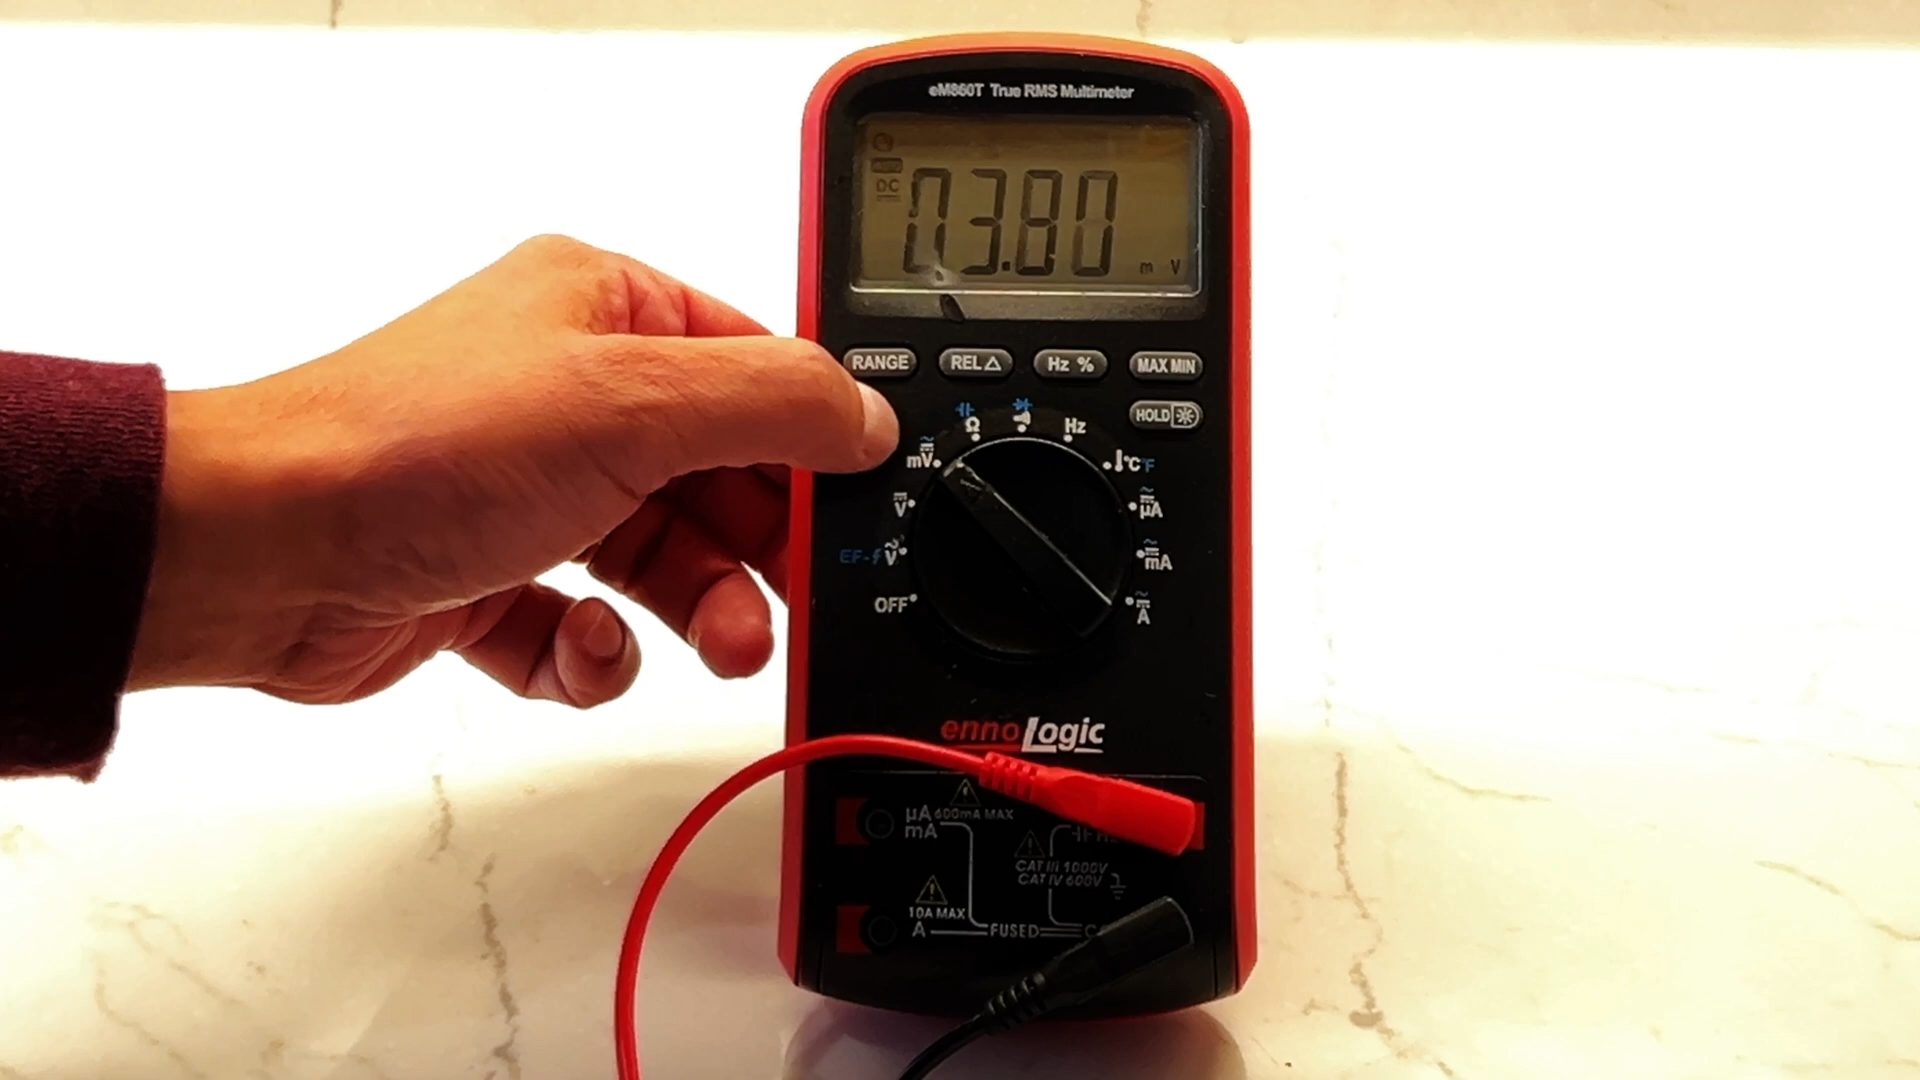 eM860T True RMS Multimeter
AUTO
DC
03.80
m V
RANGE
REL △
Hz %
MAX MIN
HOLD
Ω
Hz
mV
°C °F
V
µA
EF-f V
mA
OFF
A
ennoLogic
µA 600mA MAX
mA
CAT III 1000V
CAT IV 600V
10A MAX
A
FUSED